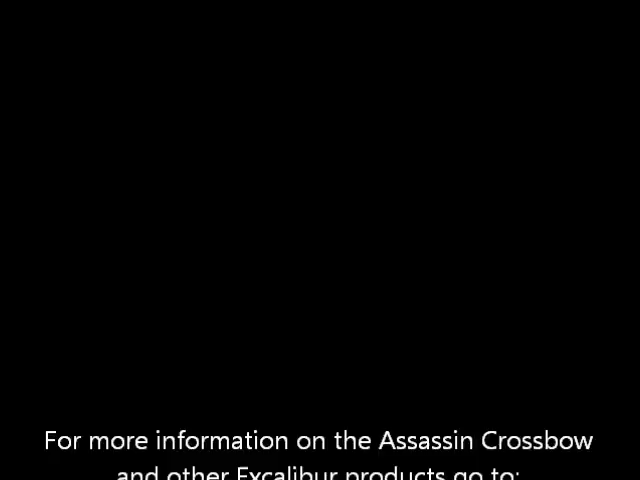 For more information on the Assassin Crossbow
and other Excalibur products go to: